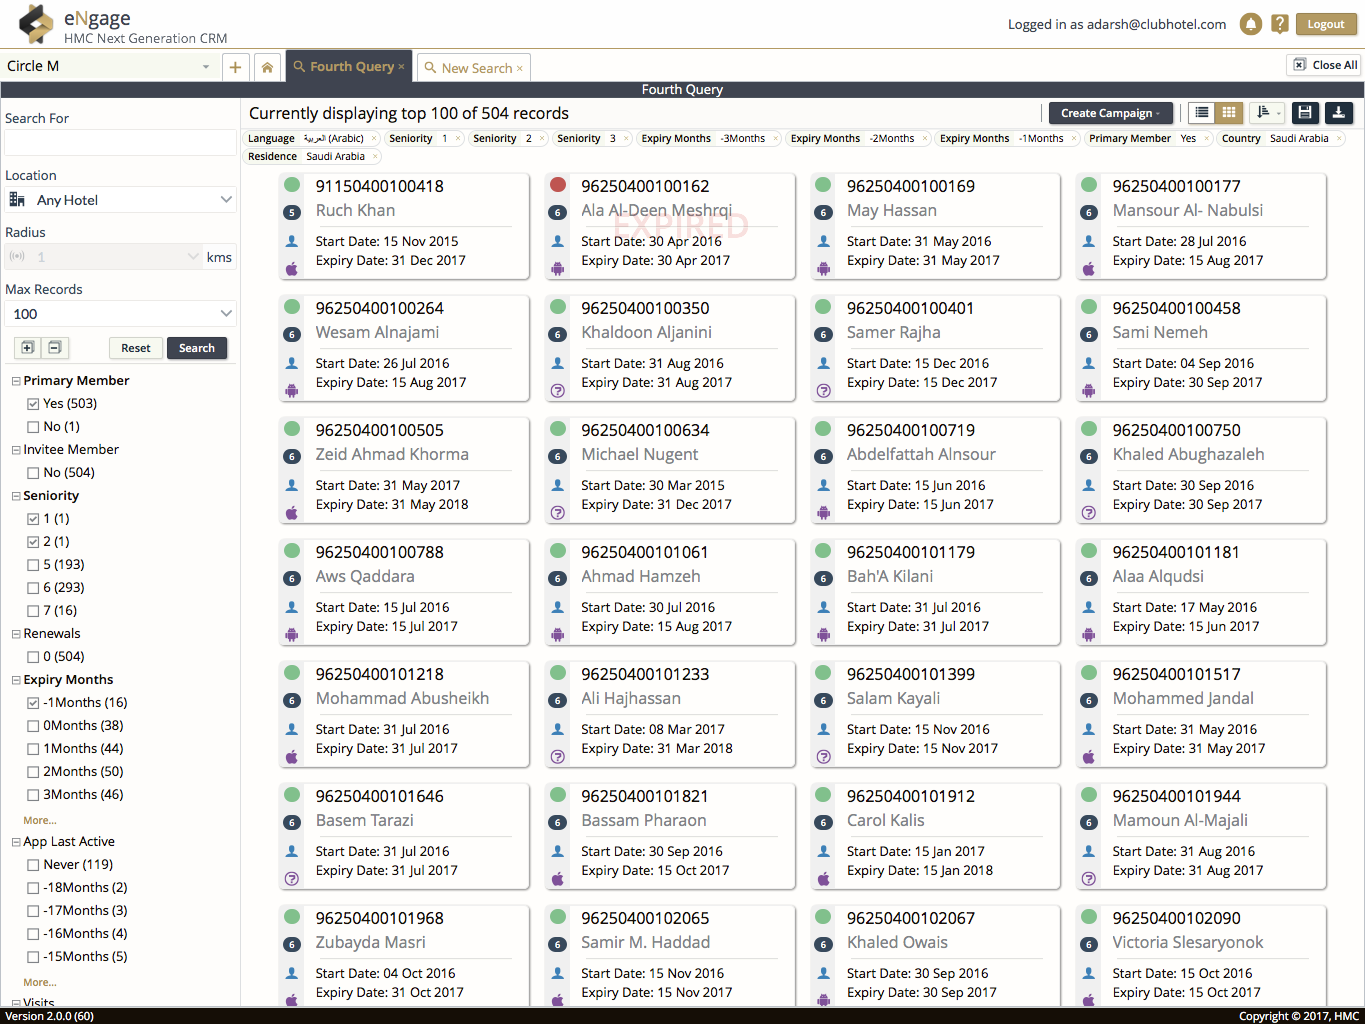 eNgage
HMC Next Generation CRM
Logged in as adarsh@clubhotel.com
?
Logout
Circle M
+
Fourth Query ×
New Search ×
Close All
Fourth Query
Search For
Location
Any Hotel
Radius
1
kms
Max Records
100
Reset
Search
Primary Member
Yes (503)
No (1)
Invitee Member
No (504)
Seniority
1 (1)
2 (1)
5 (193)
6 (293)
7 (16)
Renewals
0 (504)
Expiry Months
-1Months (16)
0Months (38)
1Months (44)
2Months (50)
3Months (46)
More...
App Last Active
Never (119)
-18Months (2)
-17Months (3)
-16Months (4)
-15Months (5)
More...
Visits
Currently displaying top 100 of 504 records
Create Campaign
Language العربية (Arabic) × Seniority 1 × Seniority 2 × Seniority 3 × Expiry Months -3Months × Expiry Months -2Months × Expiry Months -1Months × Primary Member Yes × Country Saudi Arabia ×
Residence Saudi Arabia ×
91150400100418
5 Ruch Khan
Start Date: 15 Nov 2015
Expiry Date: 31 Dec 2017
96250400100162
6 Ala Al-Deen Meshrqi
EXPIRED
Start Date: 30 Apr 2016
Expiry Date: 30 Apr 2017
96250400100169
6 May Hassan
Start Date: 31 May 2016
Expiry Date: 31 May 2017
96250400100177
6 Mansour Al- Nabulsi
Start Date: 28 Jul 2016
Expiry Date: 15 Aug 2017
96250400100264
6 Wesam Alnajami
Start Date: 26 Jul 2016
Expiry Date: 15 Aug 2017
96250400100350
6 Khaldoon Aljanini
Start Date: 31 Aug 2016
? Expiry Date: 31 Aug 2017
96250400100401
6 Samer Rajha
Start Date: 15 Dec 2016
? Expiry Date: 15 Dec 2017
96250400100458
6 Sami Nemeh
Start Date: 04 Sep 2016
Expiry Date: 30 Sep 2017
96250400100505
6 Zeid Ahmad Khorma
Start Date: 31 May 2017
Expiry Date: 31 May 2018
96250400100634
6 Michael Nugent
Start Date: 30 Mar 2015
? Expiry Date: 31 Dec 2017
96250400100719
6 Abdelfattah Alnsour
Start Date: 15 Jun 2016
Expiry Date: 15 Jun 2017
96250400100750
6 Khaled Abughazaleh
Start Date: 30 Sep 2016
? Expiry Date: 30 Sep 2017
96250400100788
6 Aws Qaddara
Start Date: 15 Jul 2016
Expiry Date: 15 Jul 2017
96250400101061
6 Ahmad Hamzeh
Start Date: 30 Jul 2016
Expiry Date: 15 Aug 2017
96250400101179
6 Bah'A Kilani
Start Date: 31 Jul 2016
Expiry Date: 31 Jul 2017
96250400101181
6 Alaa Alqudsi
Start Date: 17 May 2016
Expiry Date: 15 Jun 2017
96250400101218
6 Mohammad Abusheikh
Start Date: 31 Jul 2016
Expiry Date: 31 Jul 2017
96250400101233
6 Ali Hajhassan
Start Date: 08 Mar 2017
? Expiry Date: 31 Mar 2018
96250400101399
6 Salam Kayali
Start Date: 15 Nov 2016
? Expiry Date: 15 Nov 2017
96250400101517
6 Mohammed Jandal
Start Date: 31 May 2016
Expiry Date: 31 May 2017
96250400101646
6 Basem Tarazi
Start Date: 31 Jul 2016
? Expiry Date: 31 Jul 2017
96250400101821
6 Bassam Pharaon
Start Date: 30 Sep 2016
Expiry Date: 15 Oct 2017
96250400101912
6 Carol Kalis
Start Date: 15 Jan 2017
Expiry Date: 15 Jan 2018
96250400101944
6 Mamoun Al-Majali
Start Date: 31 Aug 2016
? Expiry Date: 31 Aug 2017
96250400101968
6 Zubayda Masri
Start Date: 04 Oct 2016
Expiry Date: 31 Oct 2017
96250400102065
6 Samir M. Haddad
Start Date: 15 Nov 2016
Expiry Date: 15 Nov 2017
96250400102067
6 Khaled Owais
Start Date: 30 Sep 2016
Expiry Date: 30 Sep 2017
96250400102090
6 Victoria Slesaryonok
Start Date: 15 Oct 2016
Expiry Date: 15 Oct 2017
Version 2.0.0 (60)
Copyright © 2017, HMC